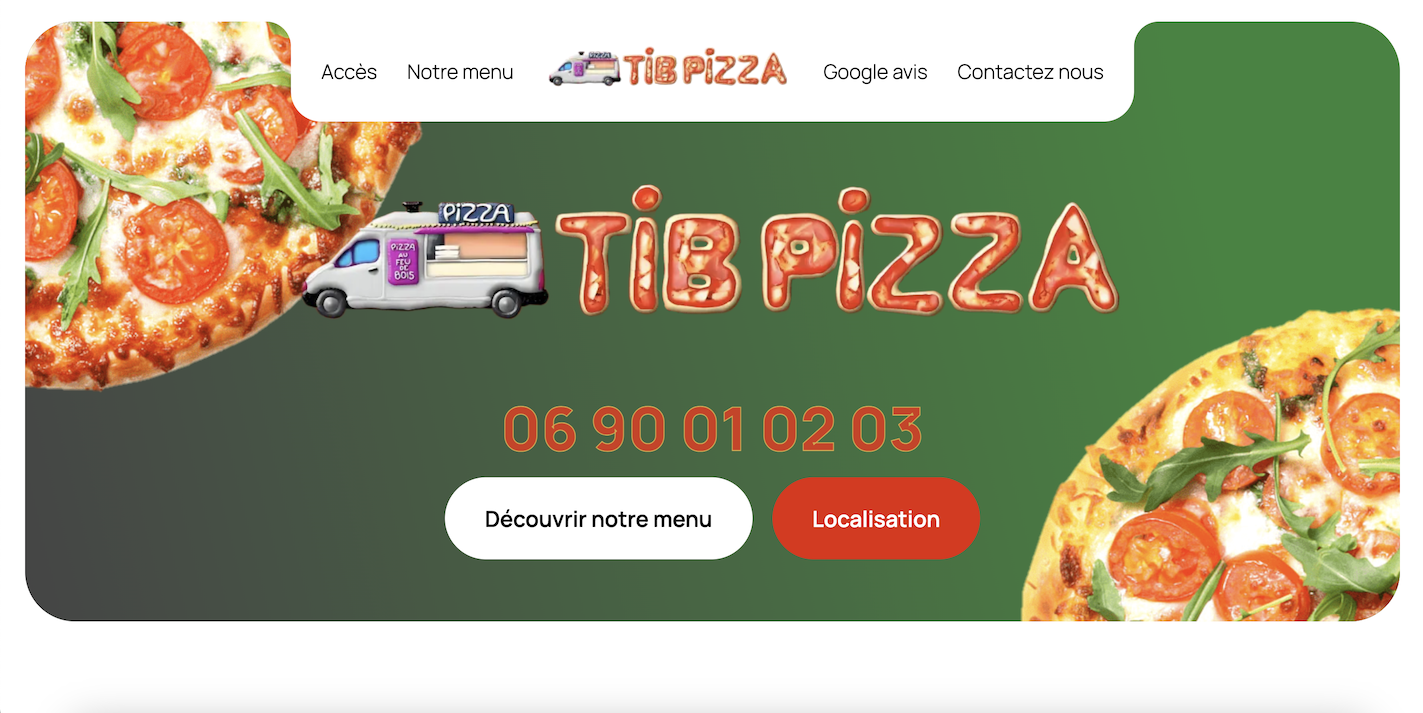 Accès
Notre menu
PIZZA
TIB PIZZA
Google avis
Contactez nous
PIZZA
PIZZA
AU
FEU
DE
BOIS
TIB PIZZA
06 90 01 02 03
Découvrir notre menu
Localisation